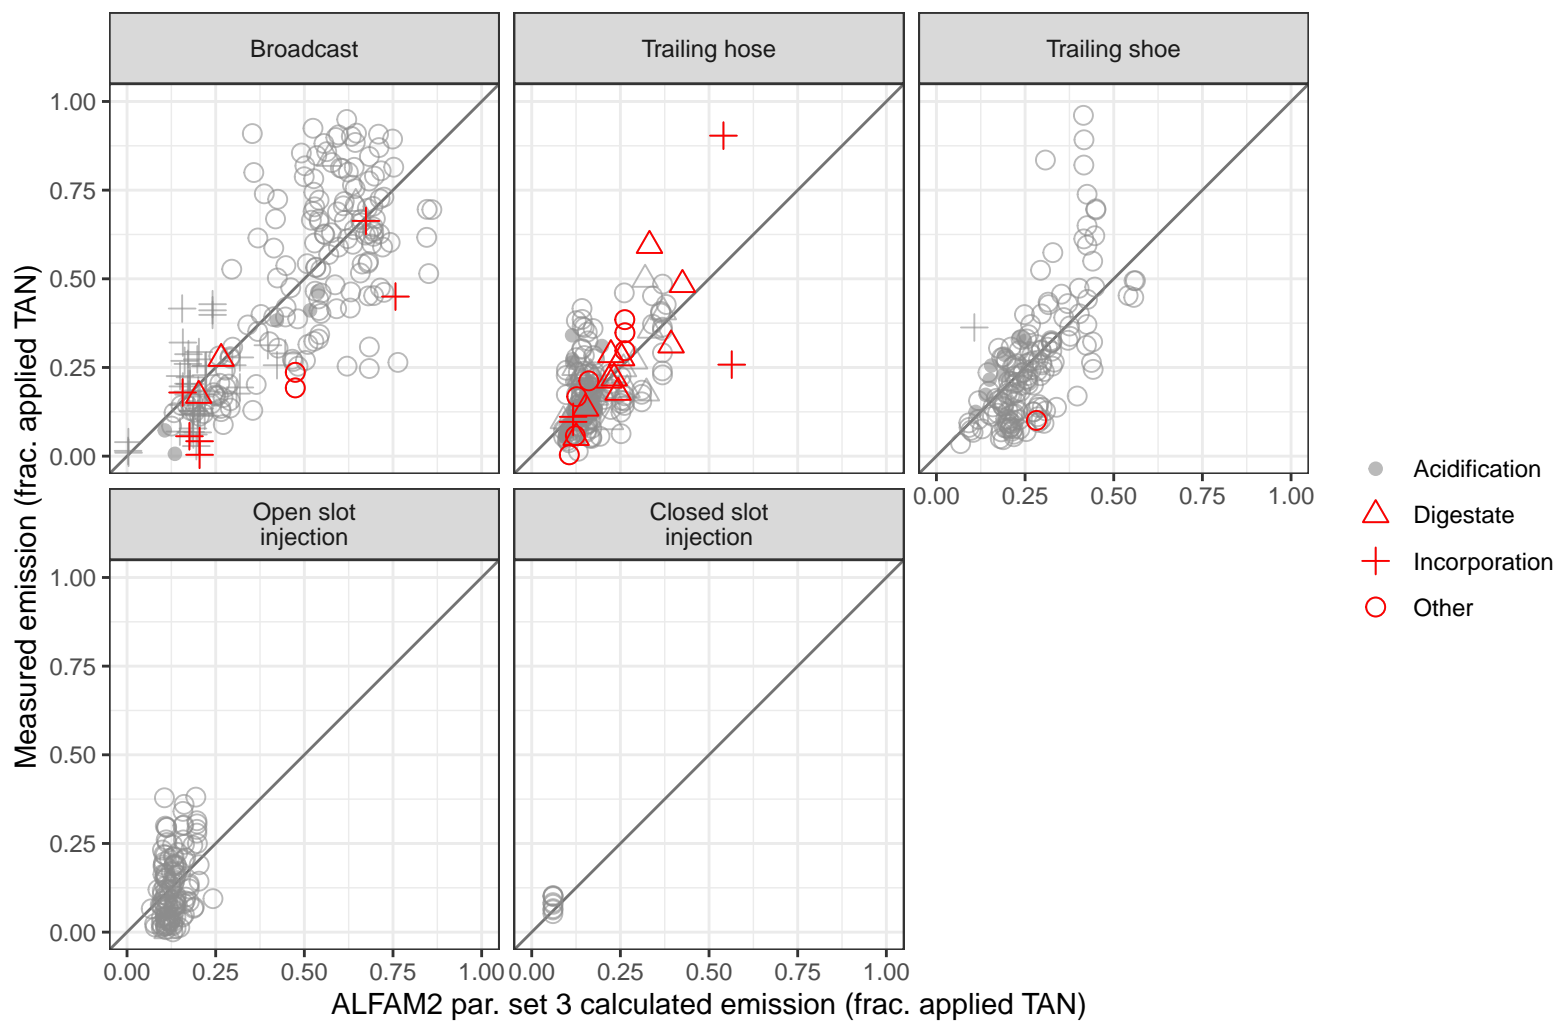 Broadcast
Trailing hose
Trailing shoe
1.00
0.75
0.50
0.25
0.00
0.00 0.25 0.50 0.75 1.00
Open slot
injection
Closed slot
injection
1.00
0.75
0.50
0.25
0.00
0.00 0.25 0.50 0.75 1.00
0.00 0.25 0.50 0.75 1.00
Measured emission (frac. applied TAN)
ALFAM2 par. set 3 calculated emission (frac. applied TAN)
Acidification
Digestate
Incorporation
Other